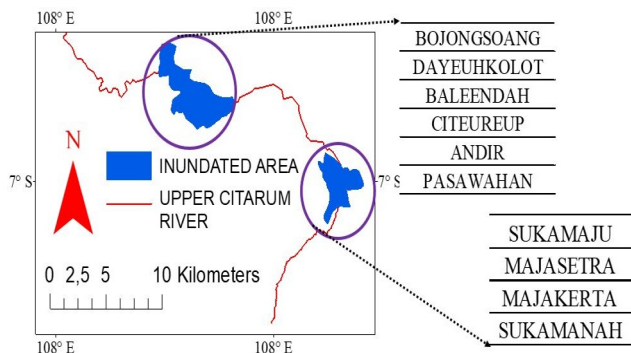 108° E
108° E
BOJONGSOANG
DAYEUHKOLOT
BALEENDAH
CITEUREUP
ANDIR
PASAWAHAN
N
INUNDATED AREA
7° S
7° S
UPPER CITARUM
RIVER
0 2,5 5 10 Kilometers
SUKAMAJU
MAJASETRA
MAJAKERTA
SUKAMANAH
108° E
108° E